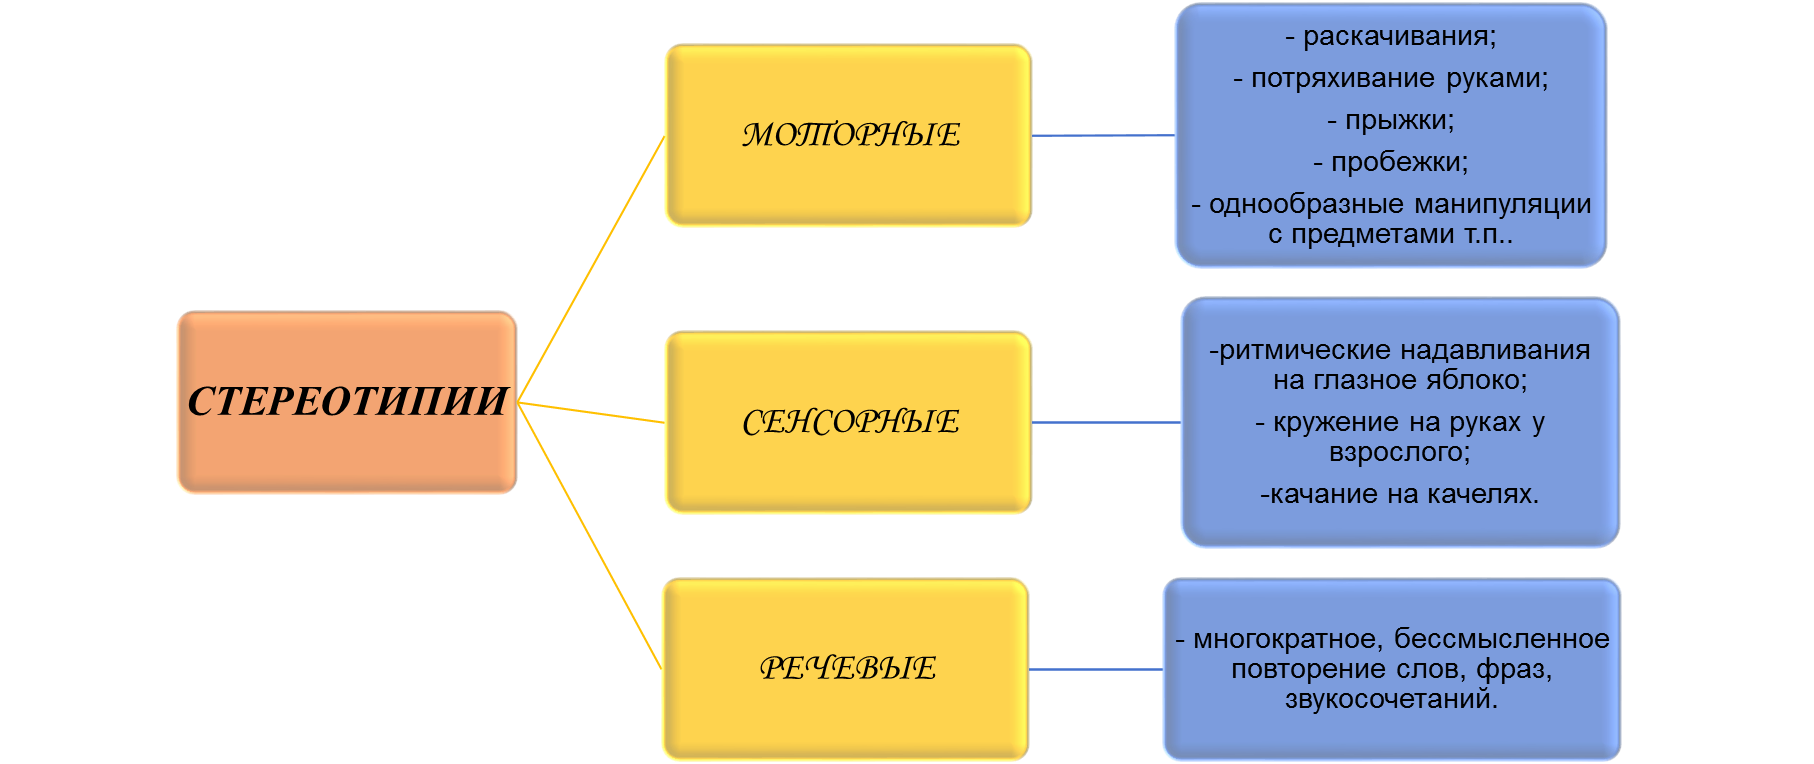 СТЕРЕОТИПИИ
МОТОРНЫЕ
- раскачивания;
- потряхивание руками;
- прыжки;
- пробежки;
- однообразные манипуляции
с предметами т.п..
СЕНСОРНЫЕ
-ритмические надавливания
на глазное яблоко;
- кружение на руках у
взрослого;
-качание на качелях.
РЕЧЕВЫЕ
- многократное, бессмысленное
повторение слов, фраз,
звукосочетаний.